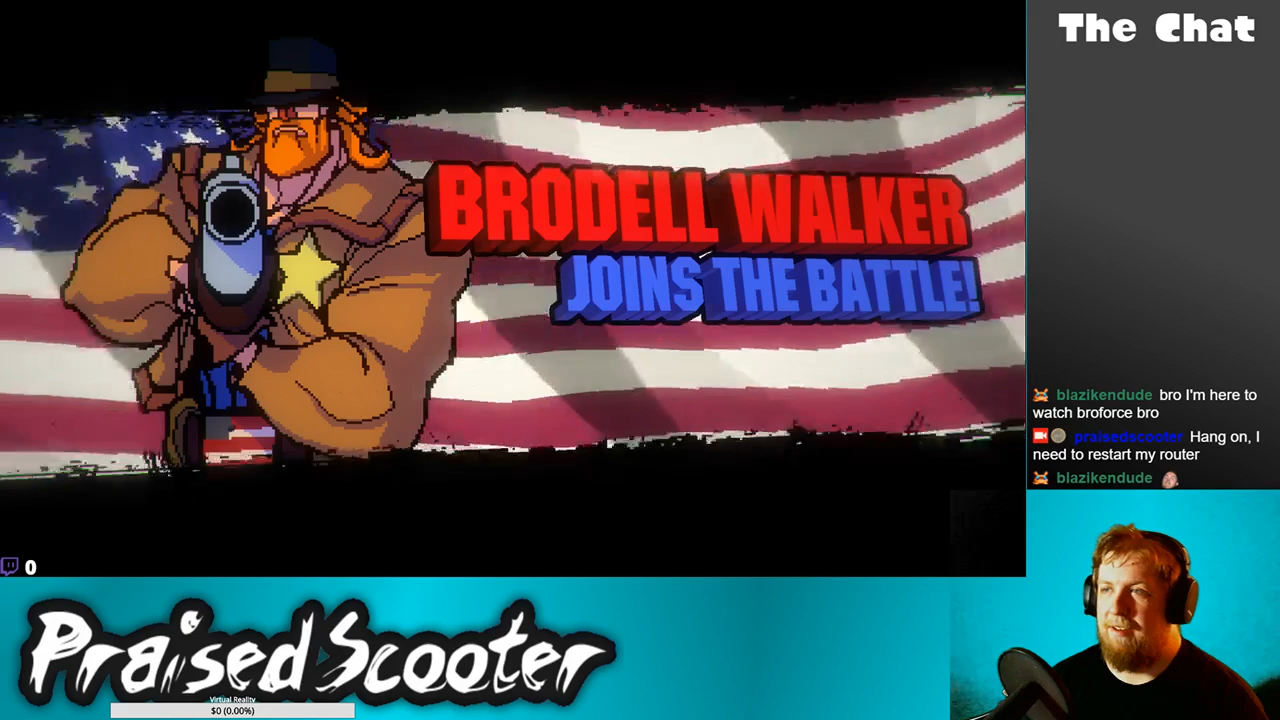 The Chat
BRODELL WALKER
JOINS THE BATTLE!
blazikendude bro I'm here to
watch broforce bro
praisedscooter Hang on, I
need to restart my router
blazikendude
0
PraisedScooter
Virtual Reality
$0 (0.00%)